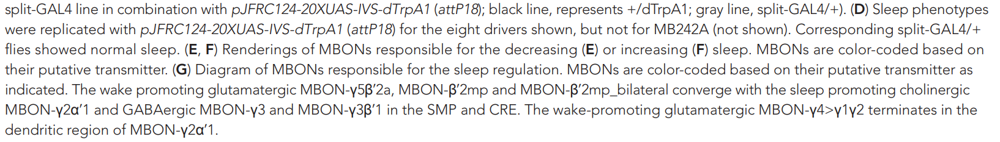 split-GAL4 line in combination with pJFRC124-20XUAS-IVS-dTrpA1 (attP18); black line, represents +/dTrpA1; gray line, split-GAL4/+). (D) Sleep phenotypes
were replicated with pJFRC124-20XUAS-IVS-dTrpA1 (attP18) for the eight drivers shown, but not for MB242A (not shown). Corresponding split-GAL4/+
flies showed normal sleep. (E, F) Renderings of MBONs responsible for the decreasing (E) or increasing (F) sleep. MBONs are color-coded based on
their putative transmitter. (G) Diagram of MBONs responsible for the sleep regulation. MBONs are color-coded based on their putative transmitter as
indicated. The wake promoting glutamatergic MBON-γ5β′2a, MBON-β′2mp and MBON-β′2mp_bilateral converge with the sleep promoting cholinergic
MBON-γ2α′1 and GABAergic MBON-γ3 and MBON-γ3β′1 in the SMP and CRE. The wake-promoting glutamatergic MBON-γ4>γ1γ2 terminates in the
dendritic region of MBON-γ2α′1.